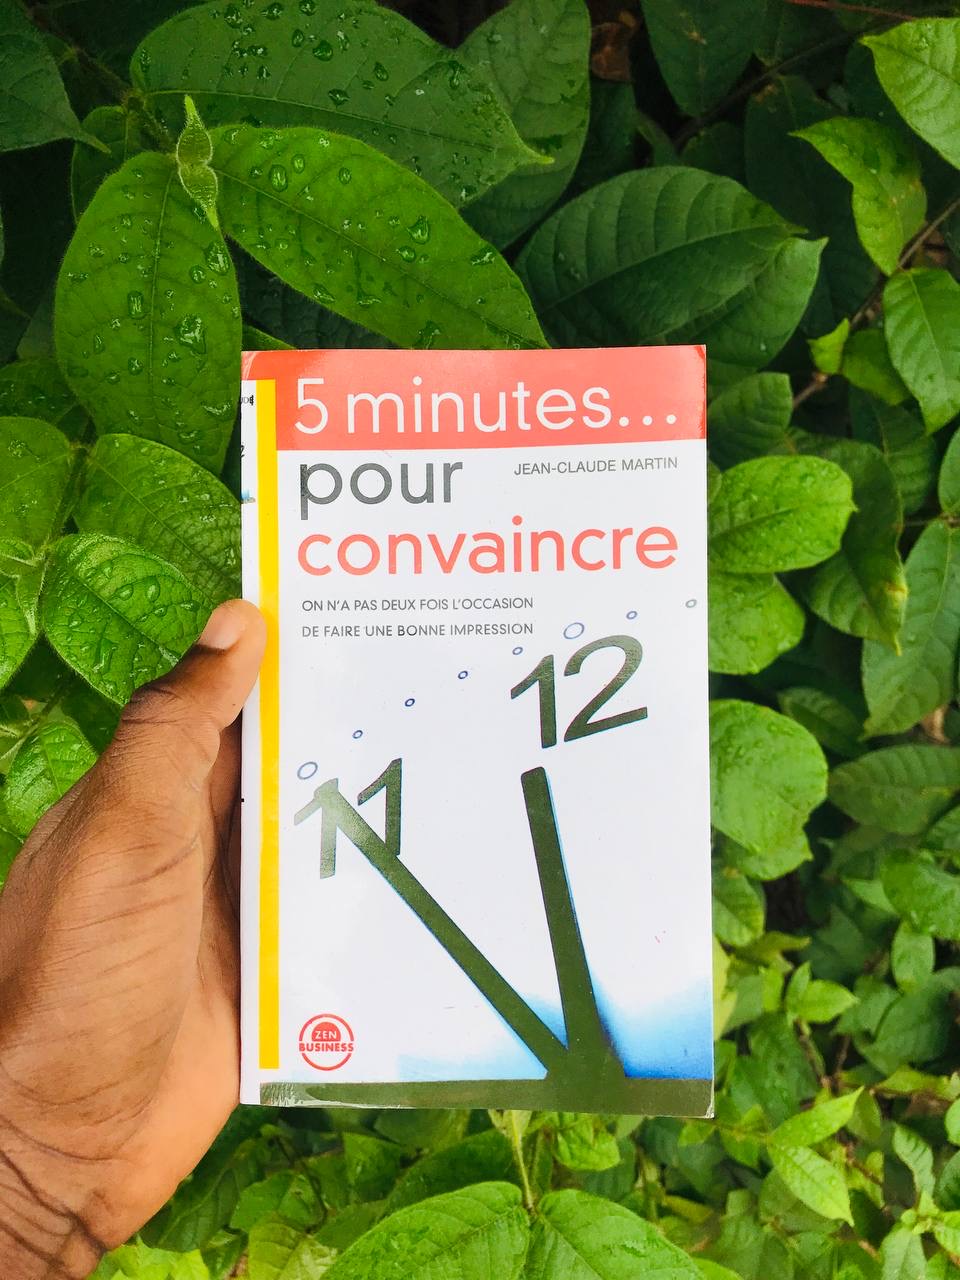 5 minutes...
pour
JEAN-CLAUDE MARTIN
convaincre
ON N'A PAS DEUX FOIS L'OCCASION
DE FAIRE UNE BONNE IMPRESSION
12
11
ZEN
BUSINESS